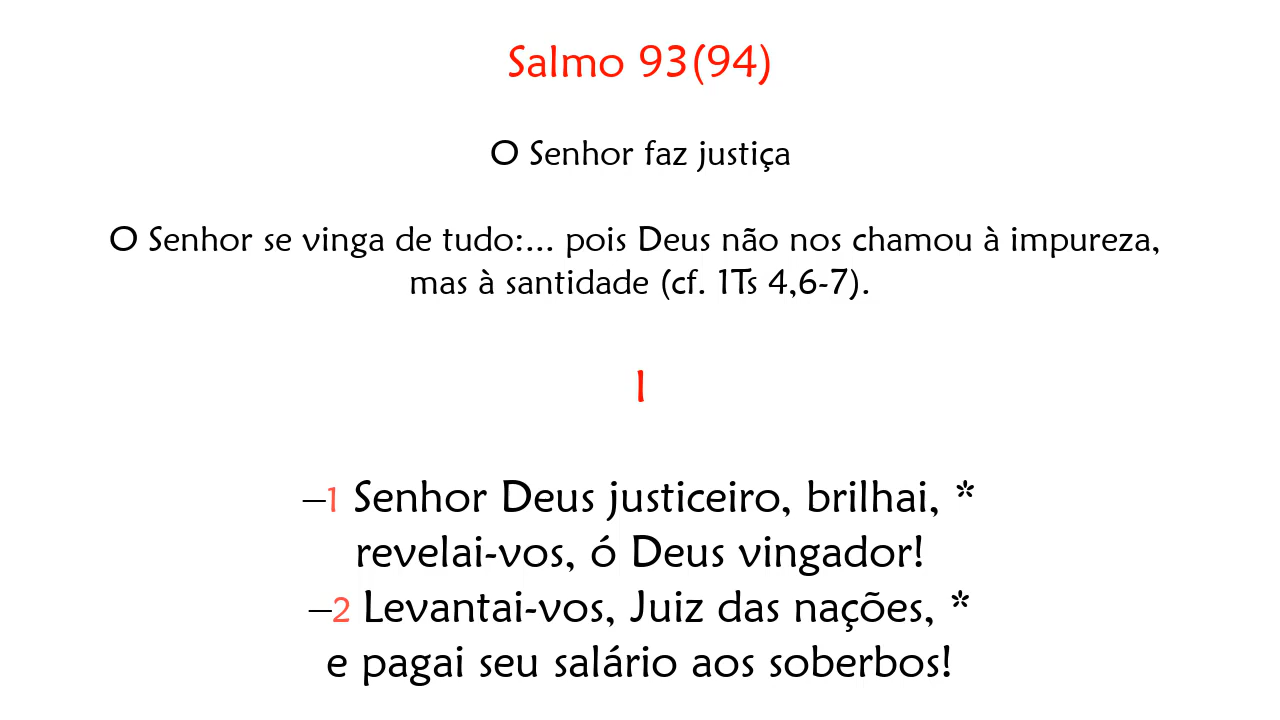 Salmo 93(94)
O Senhor faz justiça
O Senhor se vinga de tudo:... pois Deus não nos chamou à impureza,
mas à santidade (cf. 1Ts 4,6-7).
I
–1 Senhor Deus justiceiro, brilhai, *
revelai-vos, ó Deus vingador!
–2 Levantai-vos, Juiz das nações, *
e pagai seu salário aos soberbos!